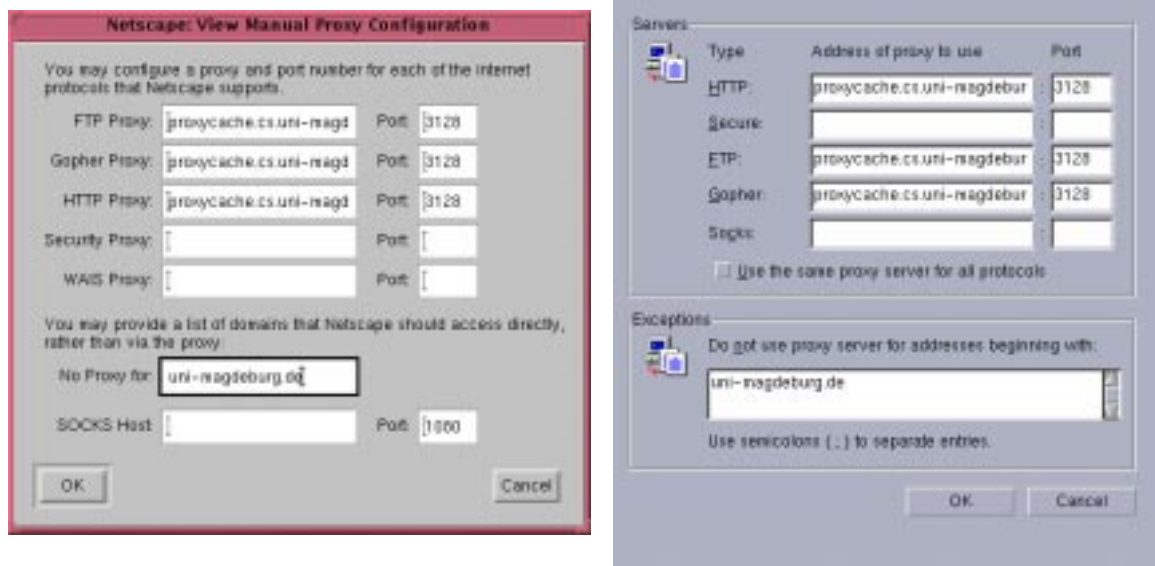 Netscape: View Manual Proxy Configuration
You may configure a proxy and port number for each of the internet
protocols that Netscape supports.
FTP Proxy: proxycache.cs.uni-magd Port: 3128
Gopher Proxy: proxycache.cs.uni-magd Port: 3128
HTTP Proxy: proxycache.cs.uni-magd Port: 3128
Security Proxy: Port:
WAIS Proxy: Port:
You may provide a list of domains that Netscape should access directly,
rather than via the proxy:
No Proxy for: uni-magdeburg.de
SOCKS Host: Port: 1080
OK Cancel
Servers
Type Address of proxy to use Port
HTTP: proxycache.cs.uni-magdebur : 3128
Secure: :
FTP: proxycache.cs.uni-magdebur : 3128
Gopher: proxycache.cs.uni-magdebur : 3128
Socks: :
Use the same proxy server for all protocols
Exceptions
Do not use proxy server for addresses beginning with:
uni-magdeburg.de
Use semicolons ( ; ) to separate entries.
OK Cancel